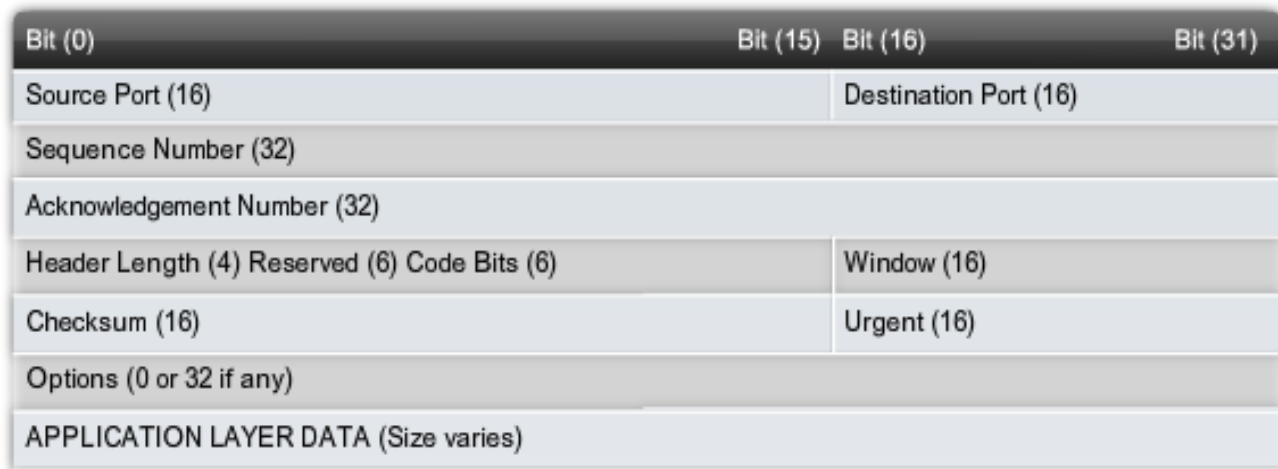 Bit (0) Bit (15) Bit (16) Bit (31)
Source Port (16) Destination Port (16)
Sequence Number (32)
Acknowledgement Number (32)
Header Length (4) Reserved (6) Code Bits (6) Window (16)
Checksum (16) Urgent (16)
Options (0 or 32 if any)
APPLICATION LAYER DATA (Size varies)